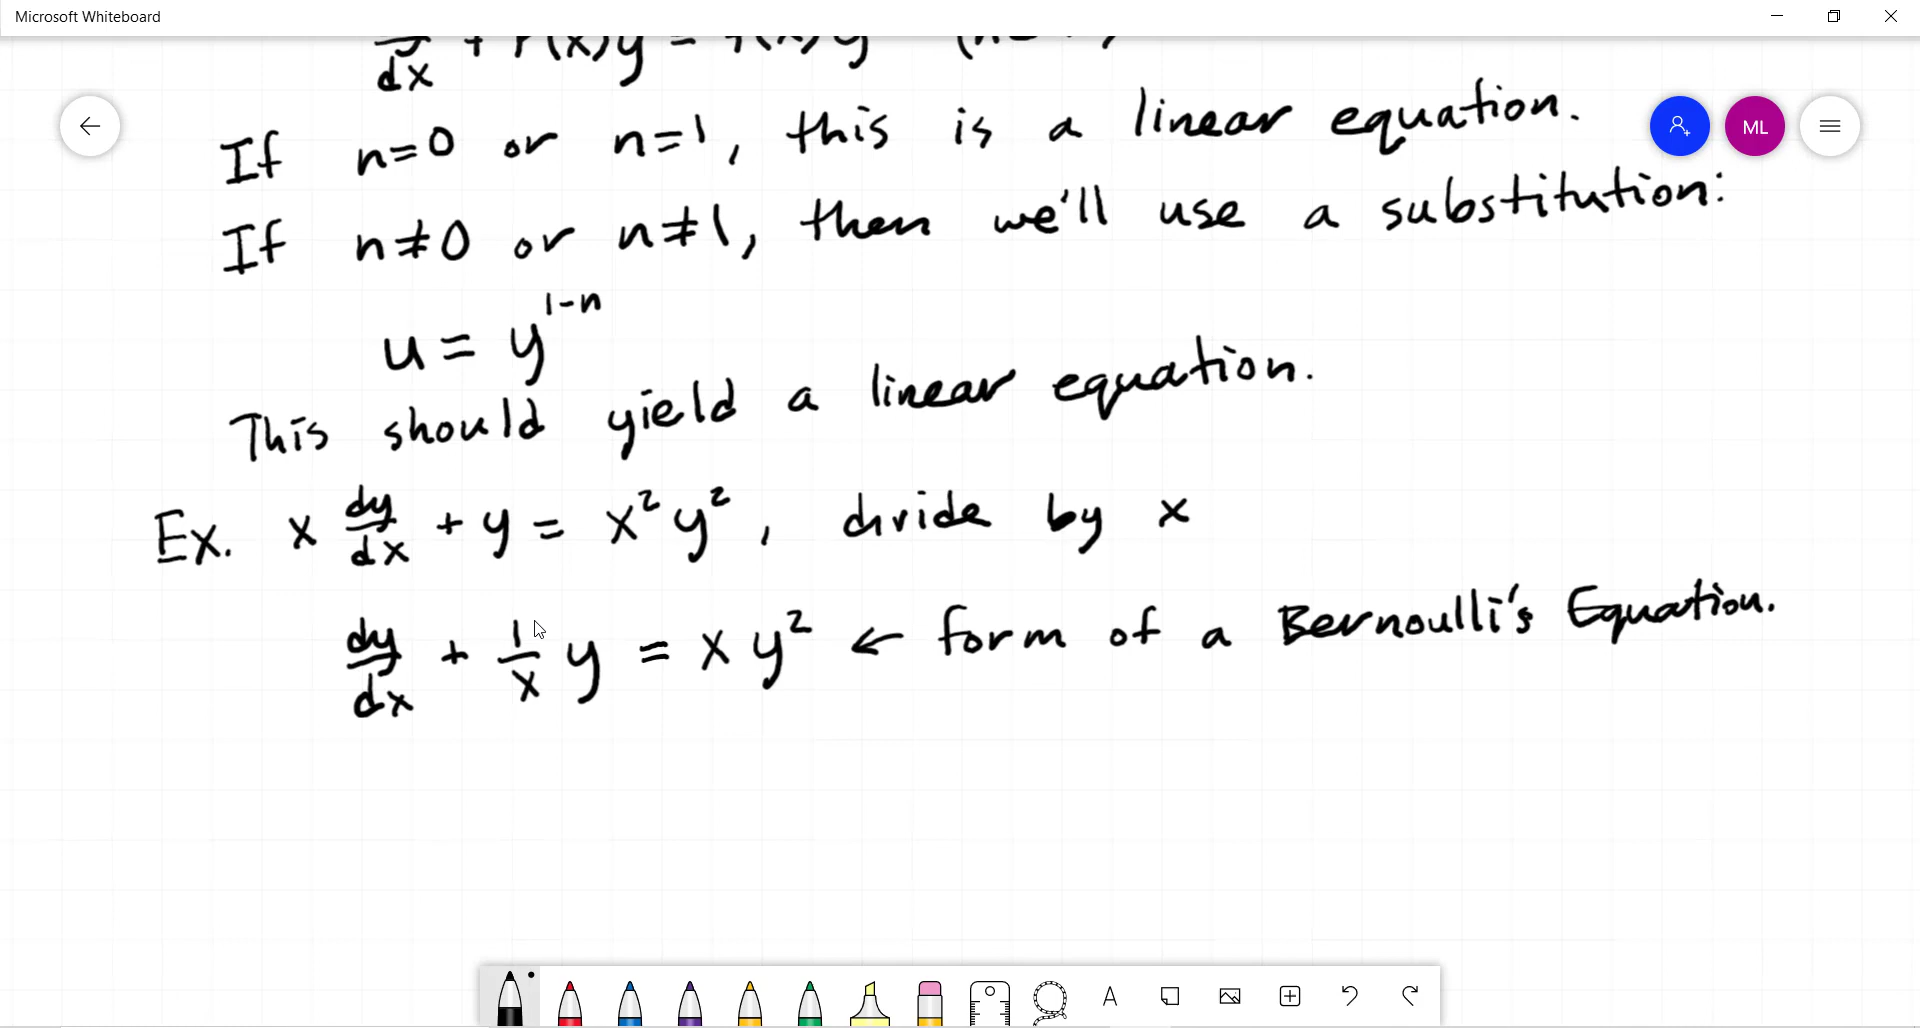 Microsoft Whiteboard
If n=0 or n=1, this is a linear equation.
ML
If n≠0 or n≠1, then we'll use a substitution:
u = y^{1-n}
This should yield a linear equation.
Ex. x dy/dx + y = x² y², divide by x
dy/dx + 1/x y = x y² ← form of a Bernoulli's Equation.